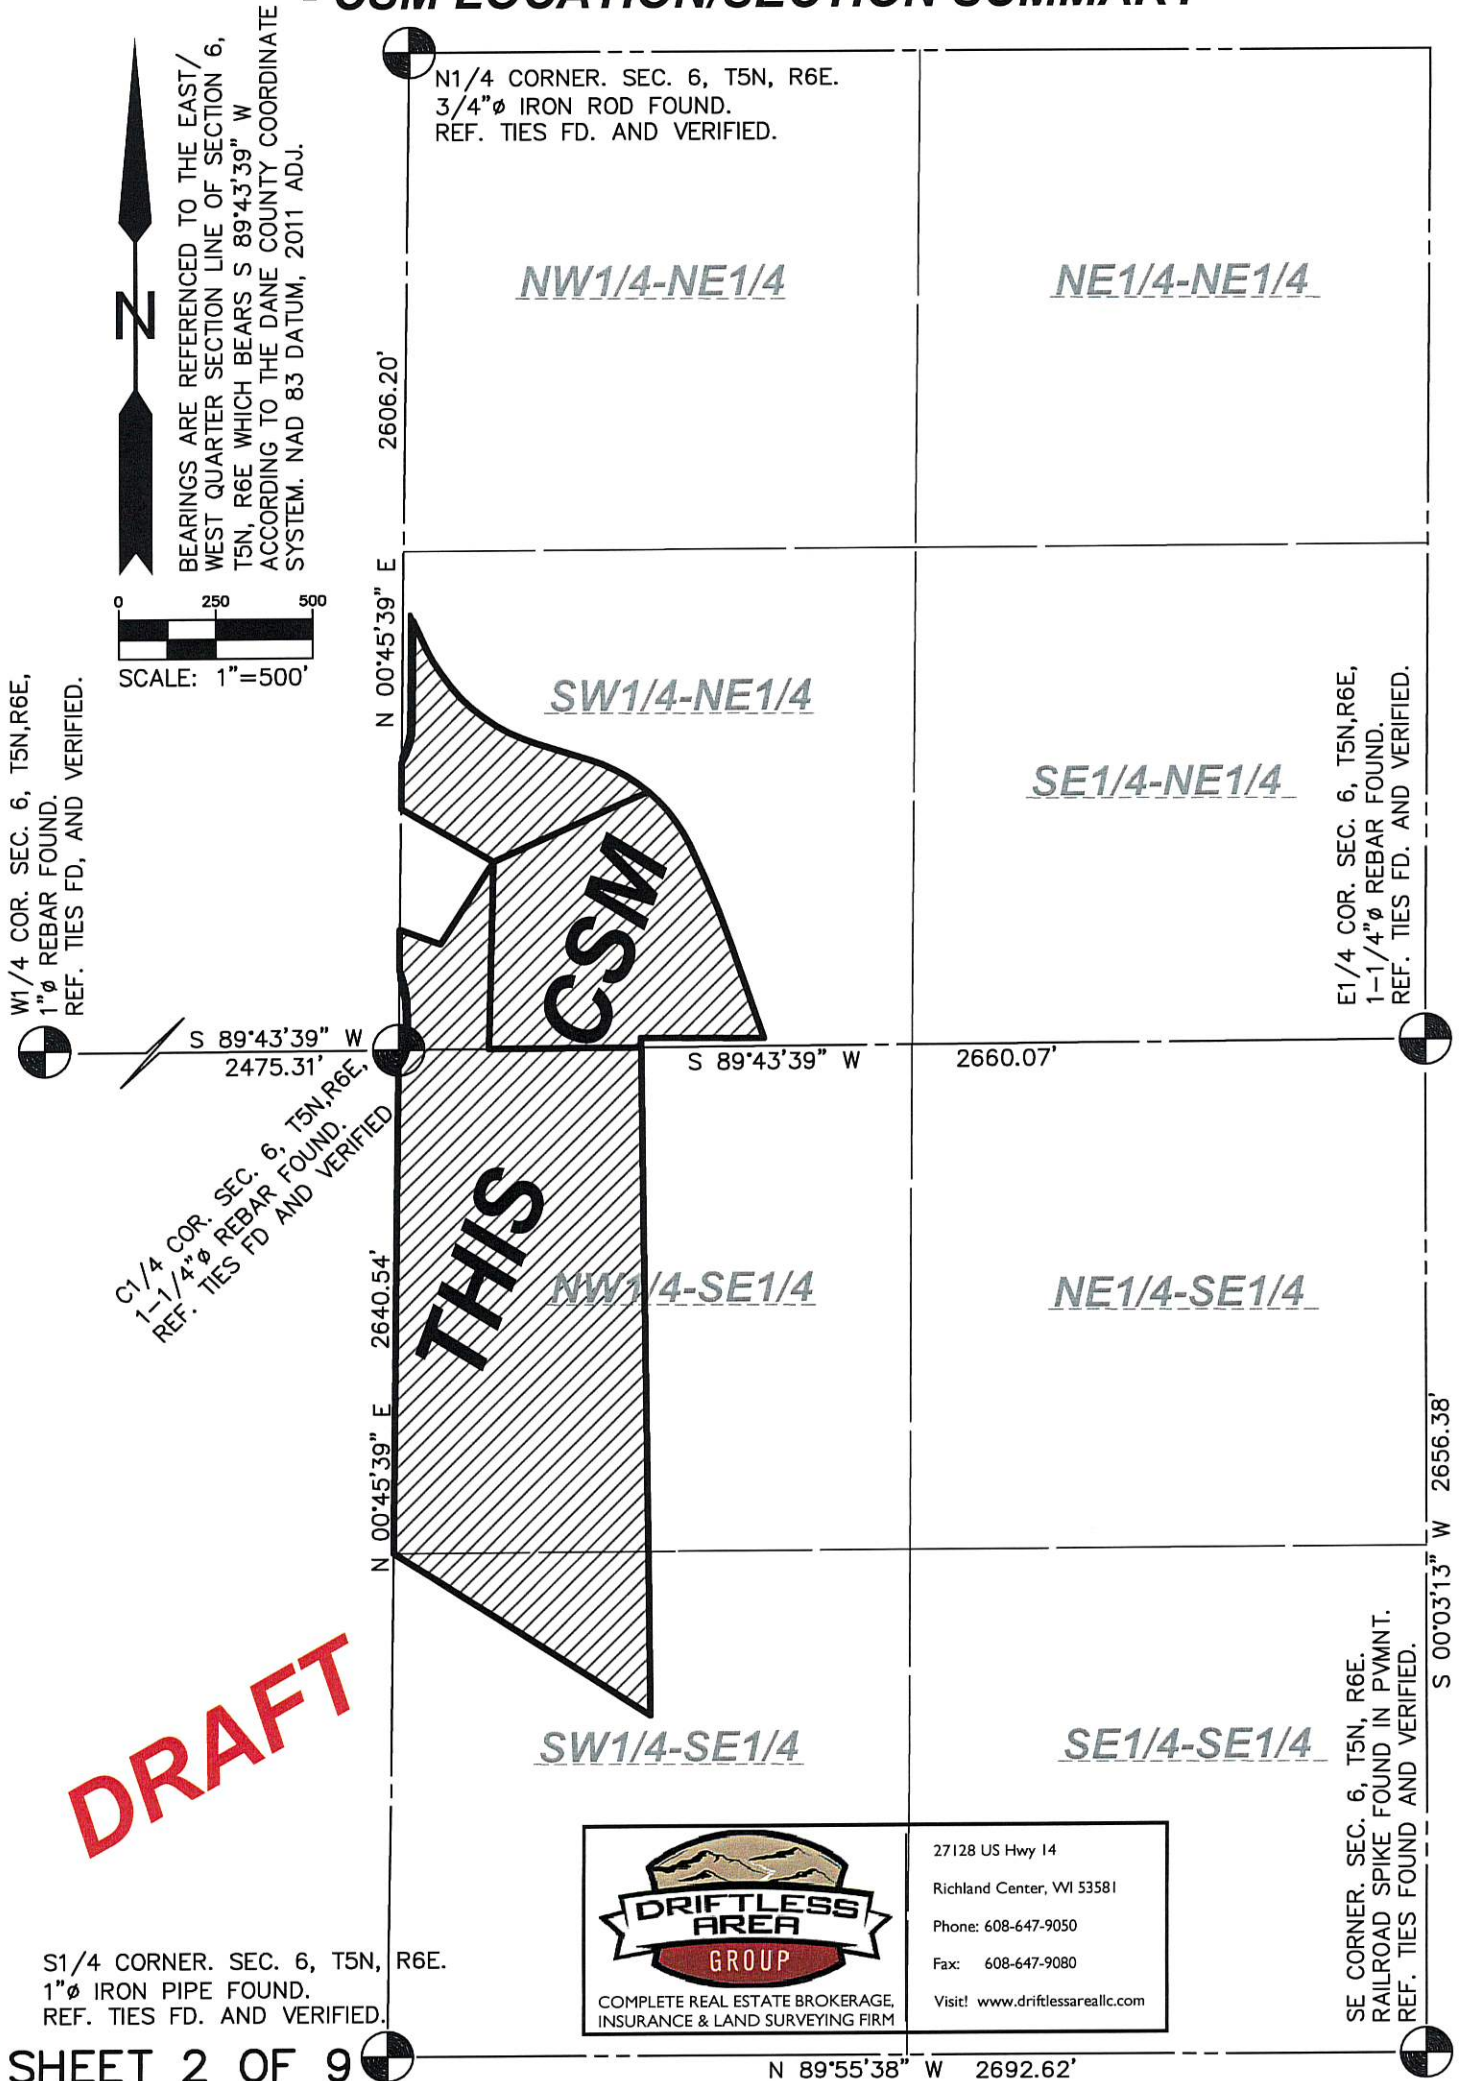 - CSM LOCATION/SECTION SUMMARY -
N1/4 CORNER. SEC. 6, T5N, R6E.
3/4"ø IRON ROD FOUND.
REF. TIES FD. AND VERIFIED.
BEARINGS ARE REFERENCED TO THE EAST/
WEST QUARTER SECTION LINE OF SECTION 6,
T5N, R6E WHICH BEARS S 89°43'39" W
ACCORDING TO THE DANE COUNTY COORDINATE
SYSTEM. NAD 83 DATUM, 2011 ADJ.
N
NW1/4-NE1/4
NE1/4-NE1/4
2606.20'
N 00°45'39" E
0 250 500
SCALE: 1"=500'
SW1/4-NE1/4
SE1/4-NE1/4
W1/4 COR. SEC. 6, T5N,R6E,
1"ø REBAR FOUND.
REF. TIES FD, AND VERIFIED.
E1/4 COR. SEC. 6, T5N,R6E,
1-1/4"ø REBAR FOUND.
REF. TIES FD. AND VERIFIED.
CSM
S 89°43'39" W
2475.31'
S 89°43'39" W
2660.07'
C1/4 COR. SEC. 6, T5N,R6E,
1-1/4"ø REBAR FOUND.
REF. TIES FD AND VERIFIED
THIS
NW1/4-SE1/4
NE1/4-SE1/4
2640.54'
N 00°45'39" E
S 00°03'13" W 2656.38'
DRAFT
SW1/4-SE1/4
SE1/4-SE1/4
SE CORNER. SEC. 6, T5N, R6E.
RAILROAD SPIKE FOUND IN PVMNT.
REF. TIES FOUND AND VERIFIED.
DRIFTLESS
AREA
GROUP
COMPLETE REAL ESTATE BROKERAGE,
INSURANCE & LAND SURVEYING FIRM
27128 US Hwy 14
Richland Center, WI 53581
Phone: 608-647-9050
Fax: 608-647-9080
Visit! www.driftlessareallc.com
S1/4 CORNER. SEC. 6, T5N, R6E.
1"ø IRON PIPE FOUND.
REF. TIES FD. AND VERIFIED.
SHEET 2 OF 9
N 89°55'38" W 2692.62'